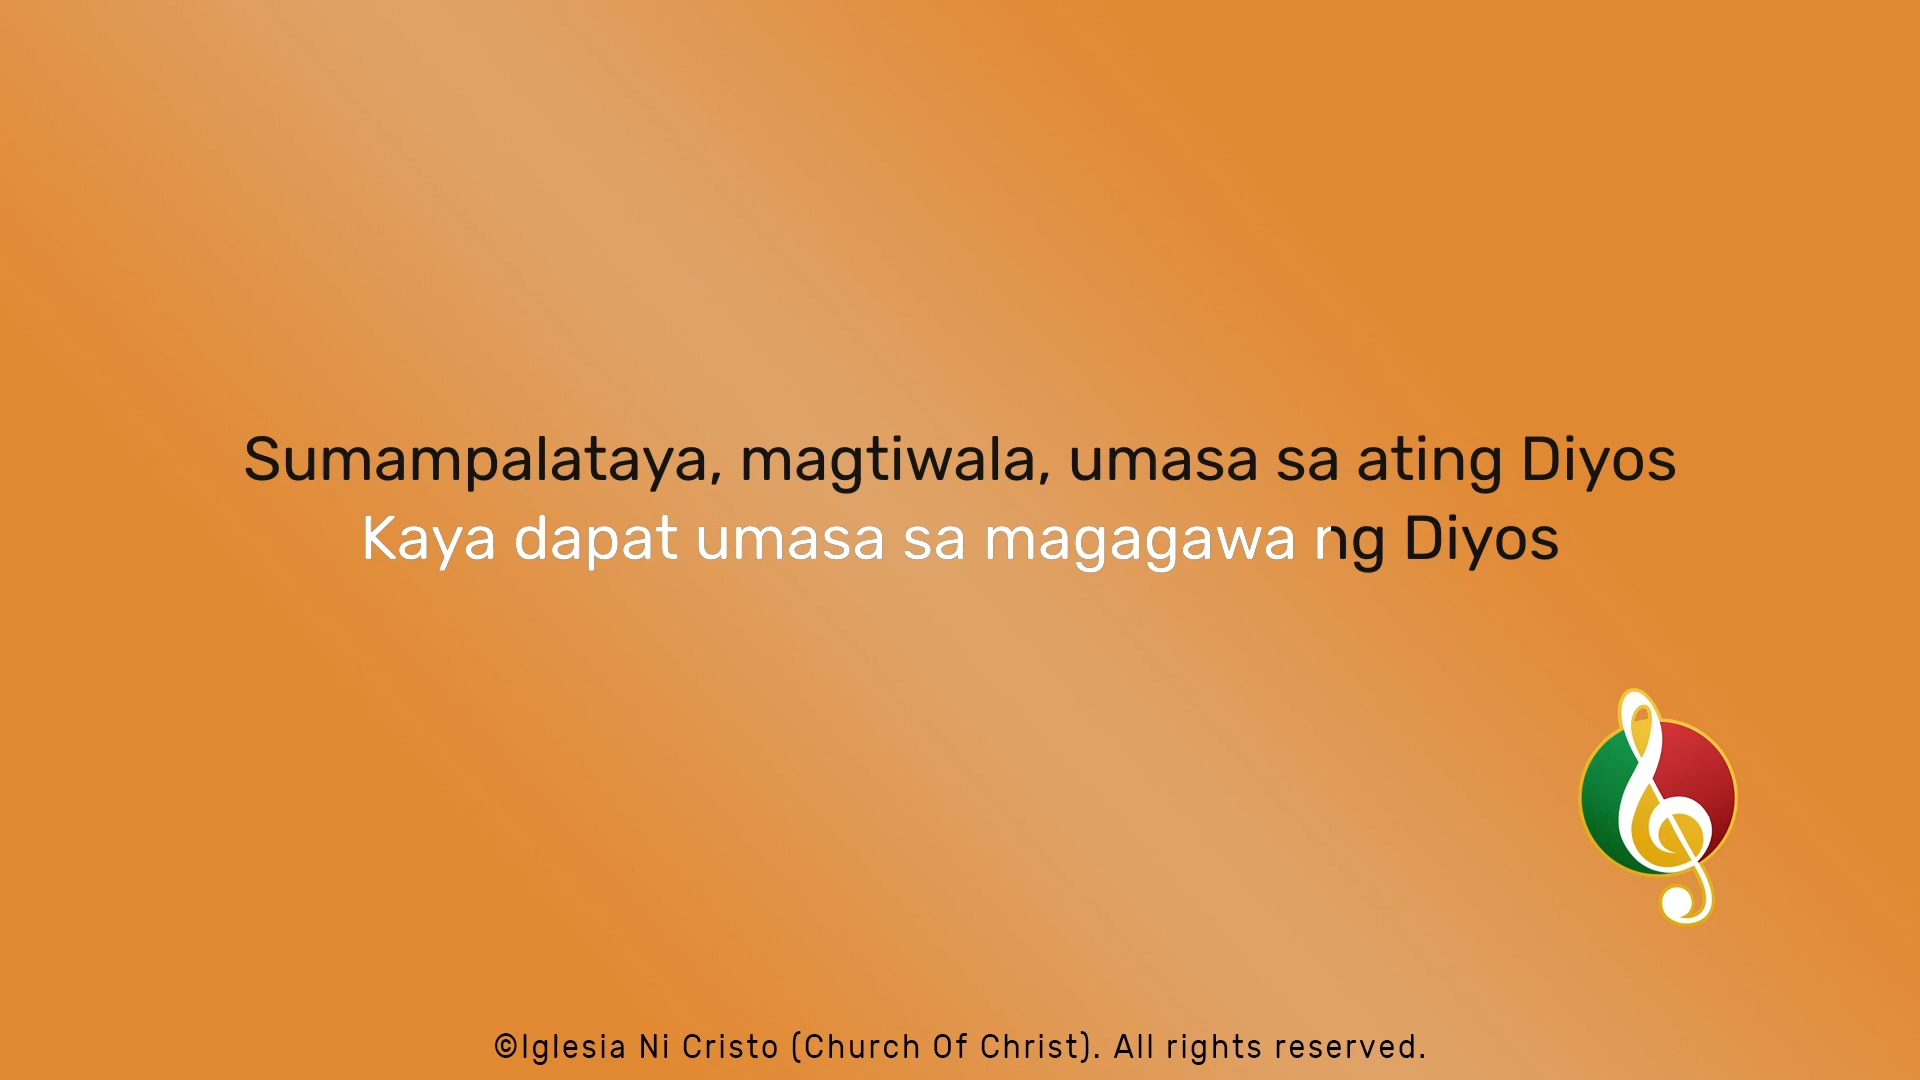 Sumampalataya, magtiwala, umasa sa ating Diyos
Kaya dapat umasa sa magagawa ng Diyos
©Iglesia Ni Cristo (Church Of Christ). All rights reserved.